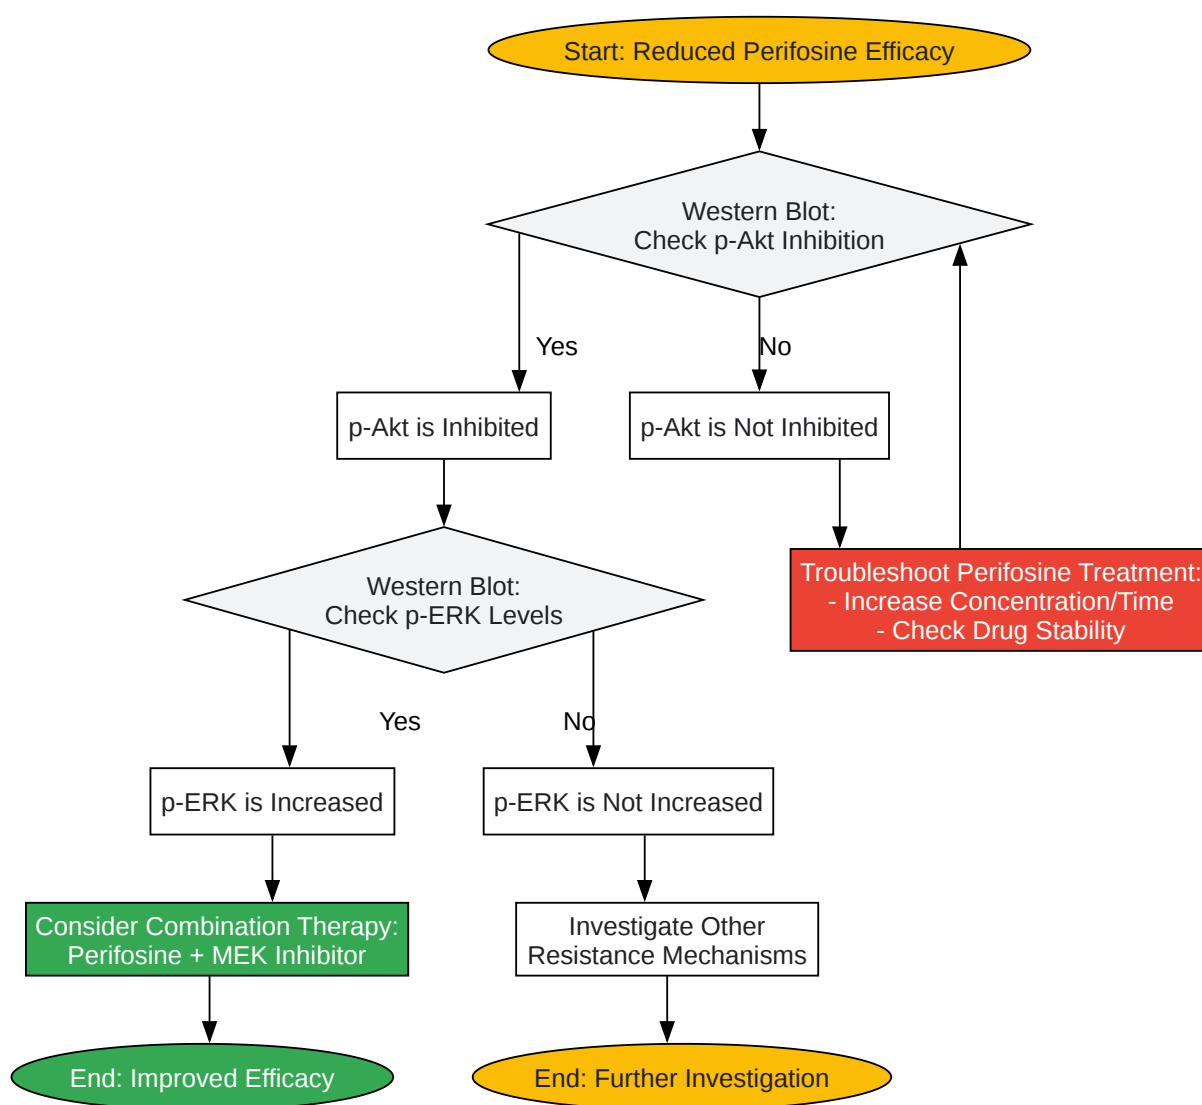 Start: Reduced Perifosine Efficacy
Western Blot:
Check p-Akt Inhibition
Yes
No
p-Akt is Inhibited
p-Akt is Not Inhibited
Western Blot:
Check p-ERK Levels
Troubleshoot Perifosine Treatment:
- Increase Concentration/Time
- Check Drug Stability
Yes
No
p-ERK is Increased
p-ERK is Not Increased
Consider Combination Therapy:
Perifosine + MEK Inhibitor
Investigate Other
Resistance Mechanisms
End: Improved Efficacy
End: Further Investigation